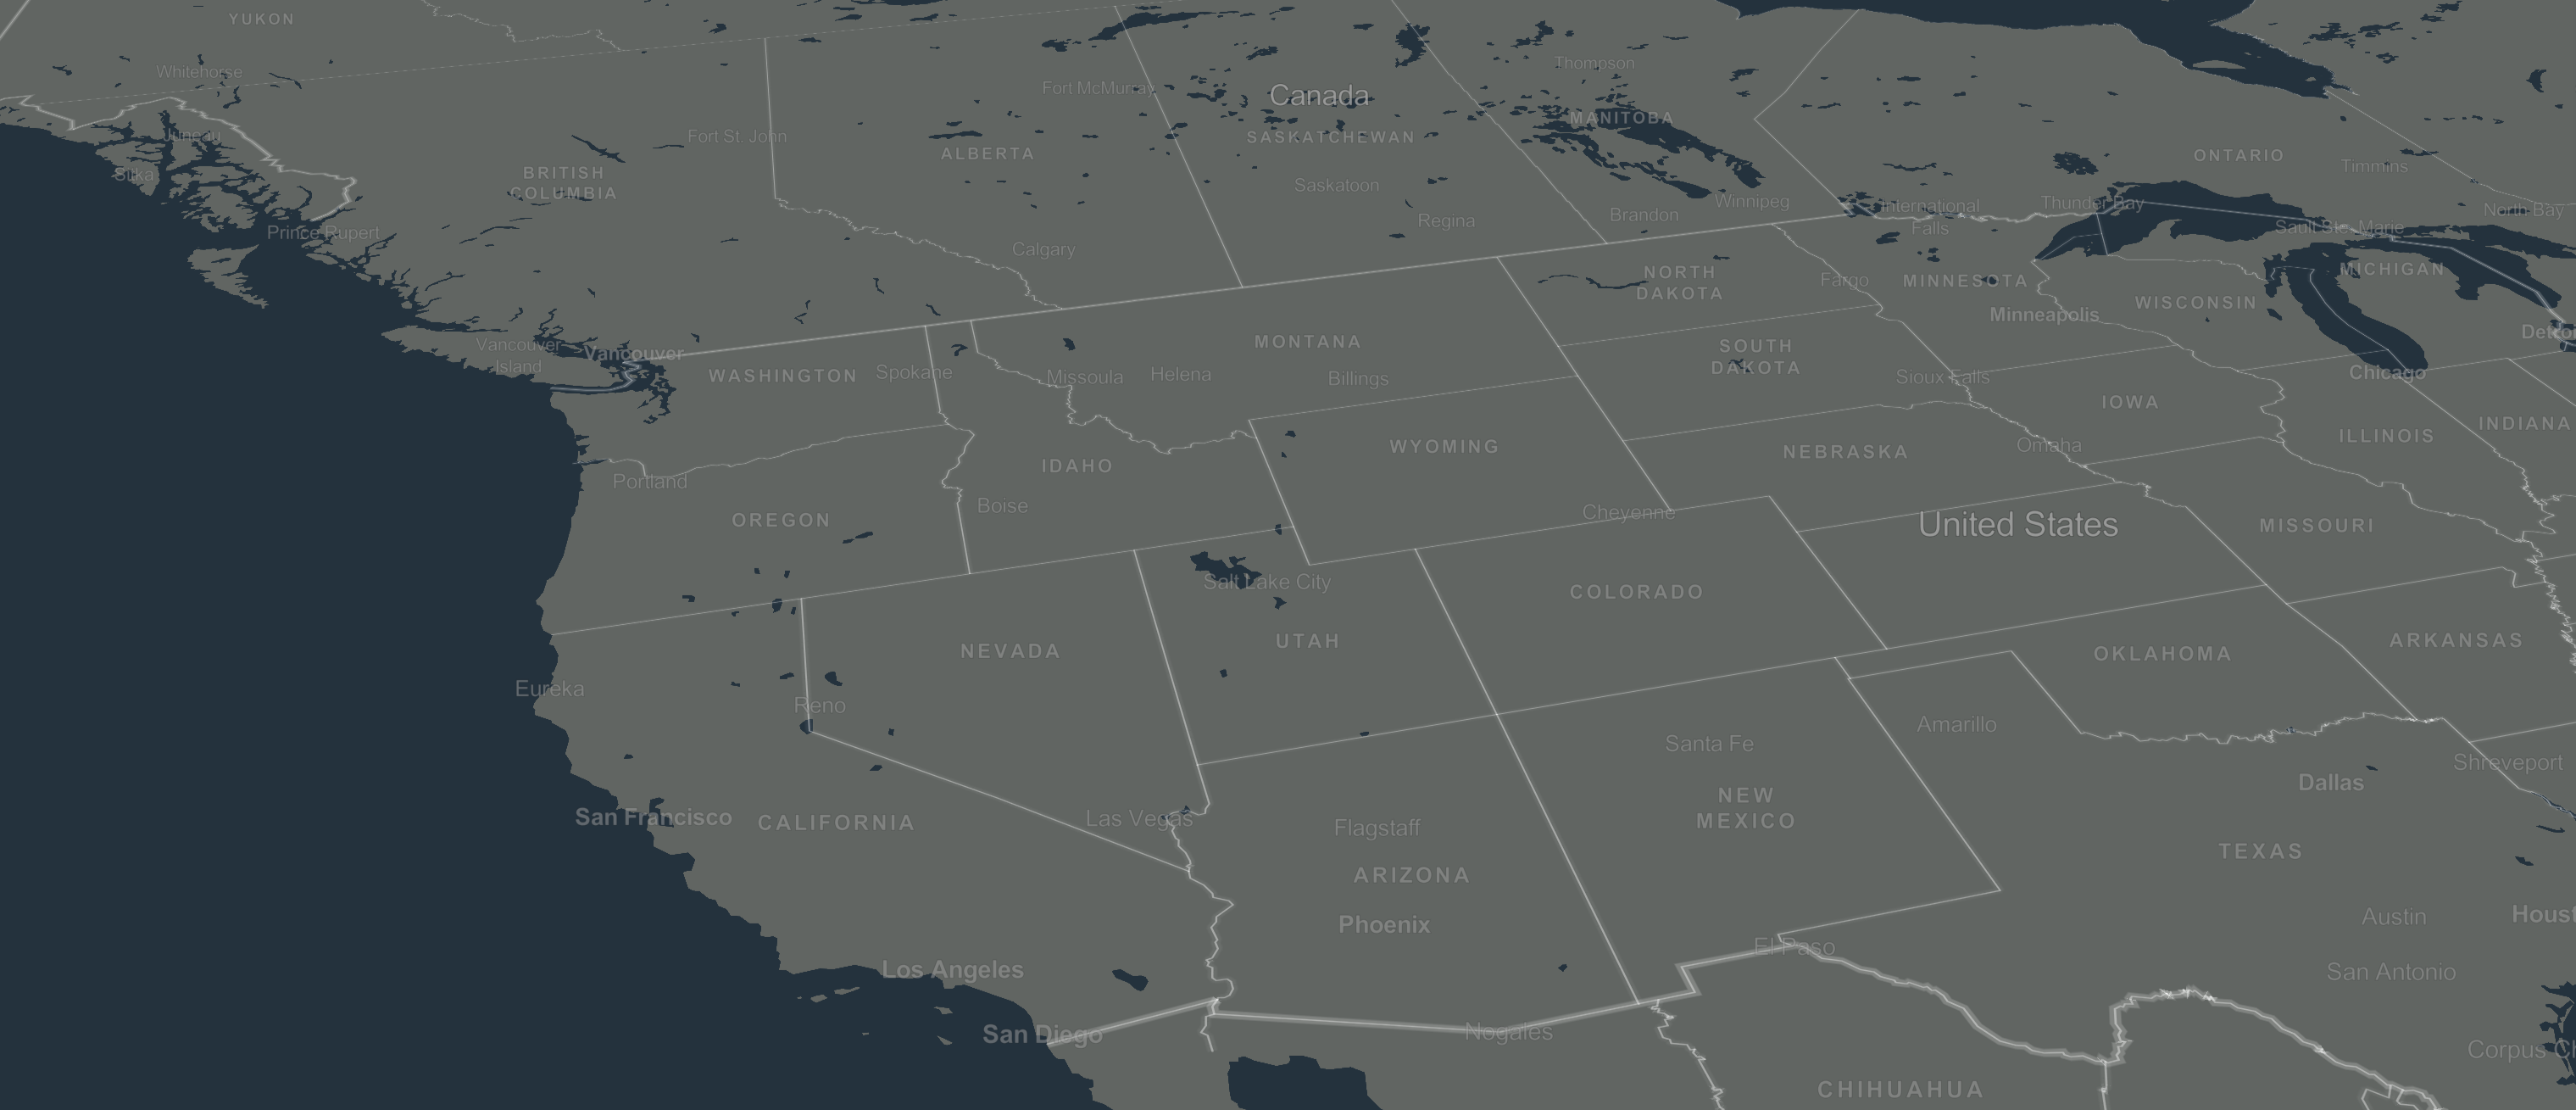 YUKON
Whitehorse
Juneau
Sitka
Prince Rupert
BRITISH
COLUMBIA
Fort St. John
Fort McMurray
ALBERTA
Canada
SASKATCHEWAN
Saskatoon
Regina
Calgary
Thompson
MANITOBA
Brandon
Winnipeg
ONTARIO
Timmins
International
Falls
Thunder Bay
North Bay
Sault Ste. Marie
Vancouver
Island
Vancouver
WASHINGTON
Spokane
Missoula
Helena
MONTANA
Billings
NORTH
DAKOTA
Fargo
MINNESOTA
Minneapolis
WISCONSIN
MICHIGAN
Detro
SOUTH
DAKOTA
Sioux Falls
IOWA
Chicago
ILLINOIS
INDIANA
Portland
OREGON
IDAHO
Boise
WYOMING
Cheyenne
NEBRASKA
Omaha
United States
MISSOURI
Salt Lake City
UTAH
NEVADA
COLORADO
OKLAHOMA
ARKANSAS
Eureka
Reno
San Francisco
CALIFORNIA
Las Vegas
Flagstaff
ARIZONA
Phoenix
Santa Fe
NEW
MEXICO
Amarillo
Dallas
Shreveport
TEXAS
Austin
Houst
San Antonio
Los Angeles
San Diego
Nogales
El Paso
CHIHUAHUA
Corpus Ch